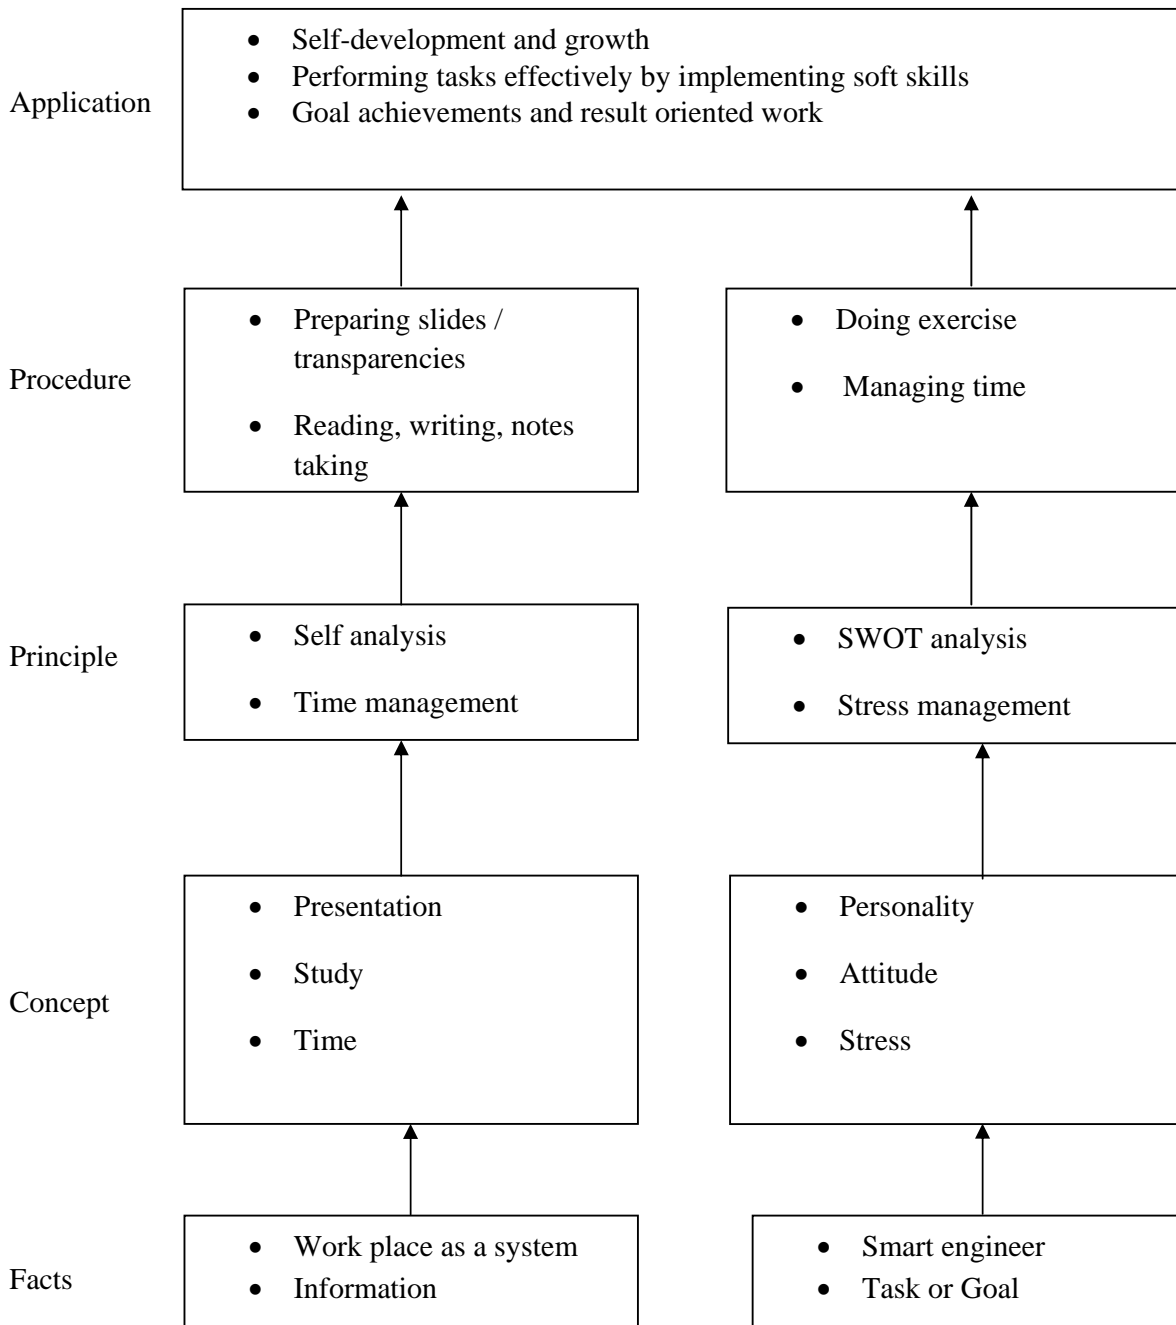 Application
• Self-development and growth
• Performing tasks effectively by implementing soft skills
• Goal achievements and result oriented work
Procedure
• Preparing slides /
transparencies
• Reading, writing, notes
taking
• Doing exercise
• Managing time
Principle
• Self analysis
• Time management
• SWOT analysis
• Stress management
Concept
• Presentation
• Study
• Time
• Personality
• Attitude
• Stress
Facts
• Work place as a system
• Information
• Smart engineer
• Task or Goal